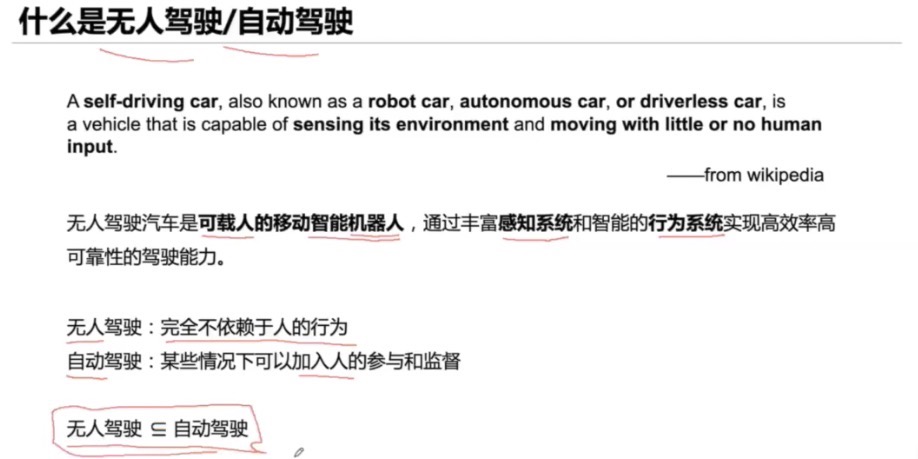 什么是无人驾驶/自动驾驶
A self-driving car, also known as a robot car, autonomous car, or driverless car, is
a vehicle that is capable of sensing its environment and moving with little or no human
input.
——from wikipedia
无人驾驶汽车是可载人的移动智能机器人，通过丰富感知系统和智能的行为系统实现高效率高
可靠性的驾驶能力。
无人驾驶：完全不依赖于人的行为
自动驾驶：某些情况下可以加入人的参与和监督
无人驾驶 ⊆ 自动驾驶